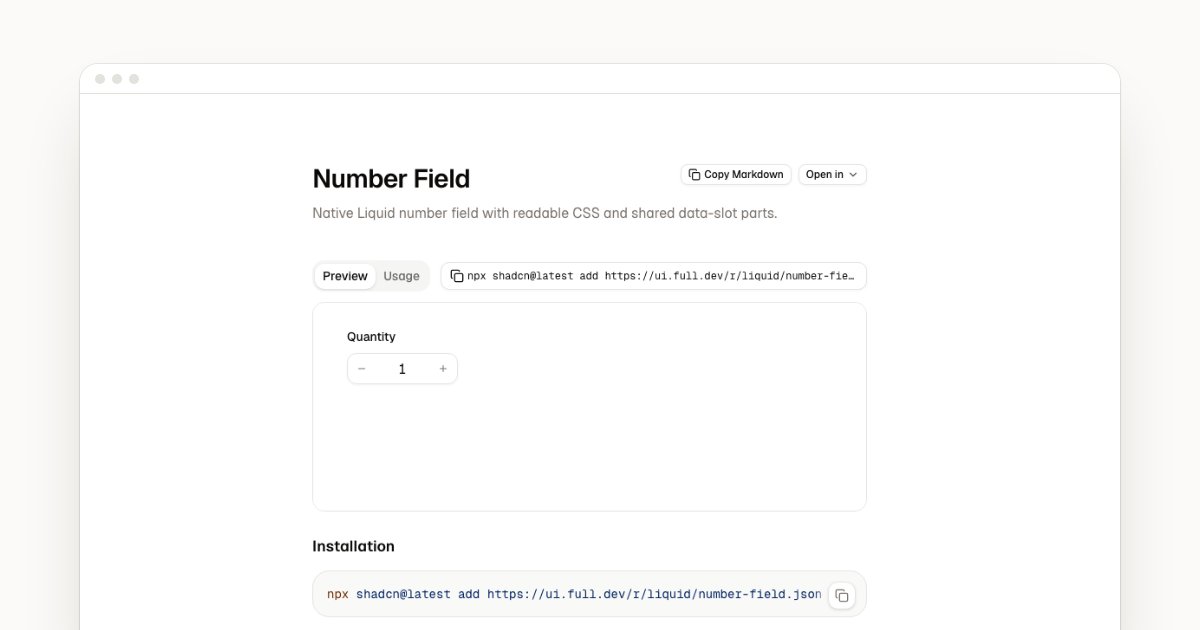 Number Field
Copy Markdown
Open in
Native Liquid number field with readable CSS and shared data-slot parts.
Preview
Usage
npx shadcn@latest add https://ui.full.dev/r/liquid/number-fie…
Quantity
− 1 +
Installation
npx shadcn@latest add https://ui.full.dev/r/liquid/number-field.json